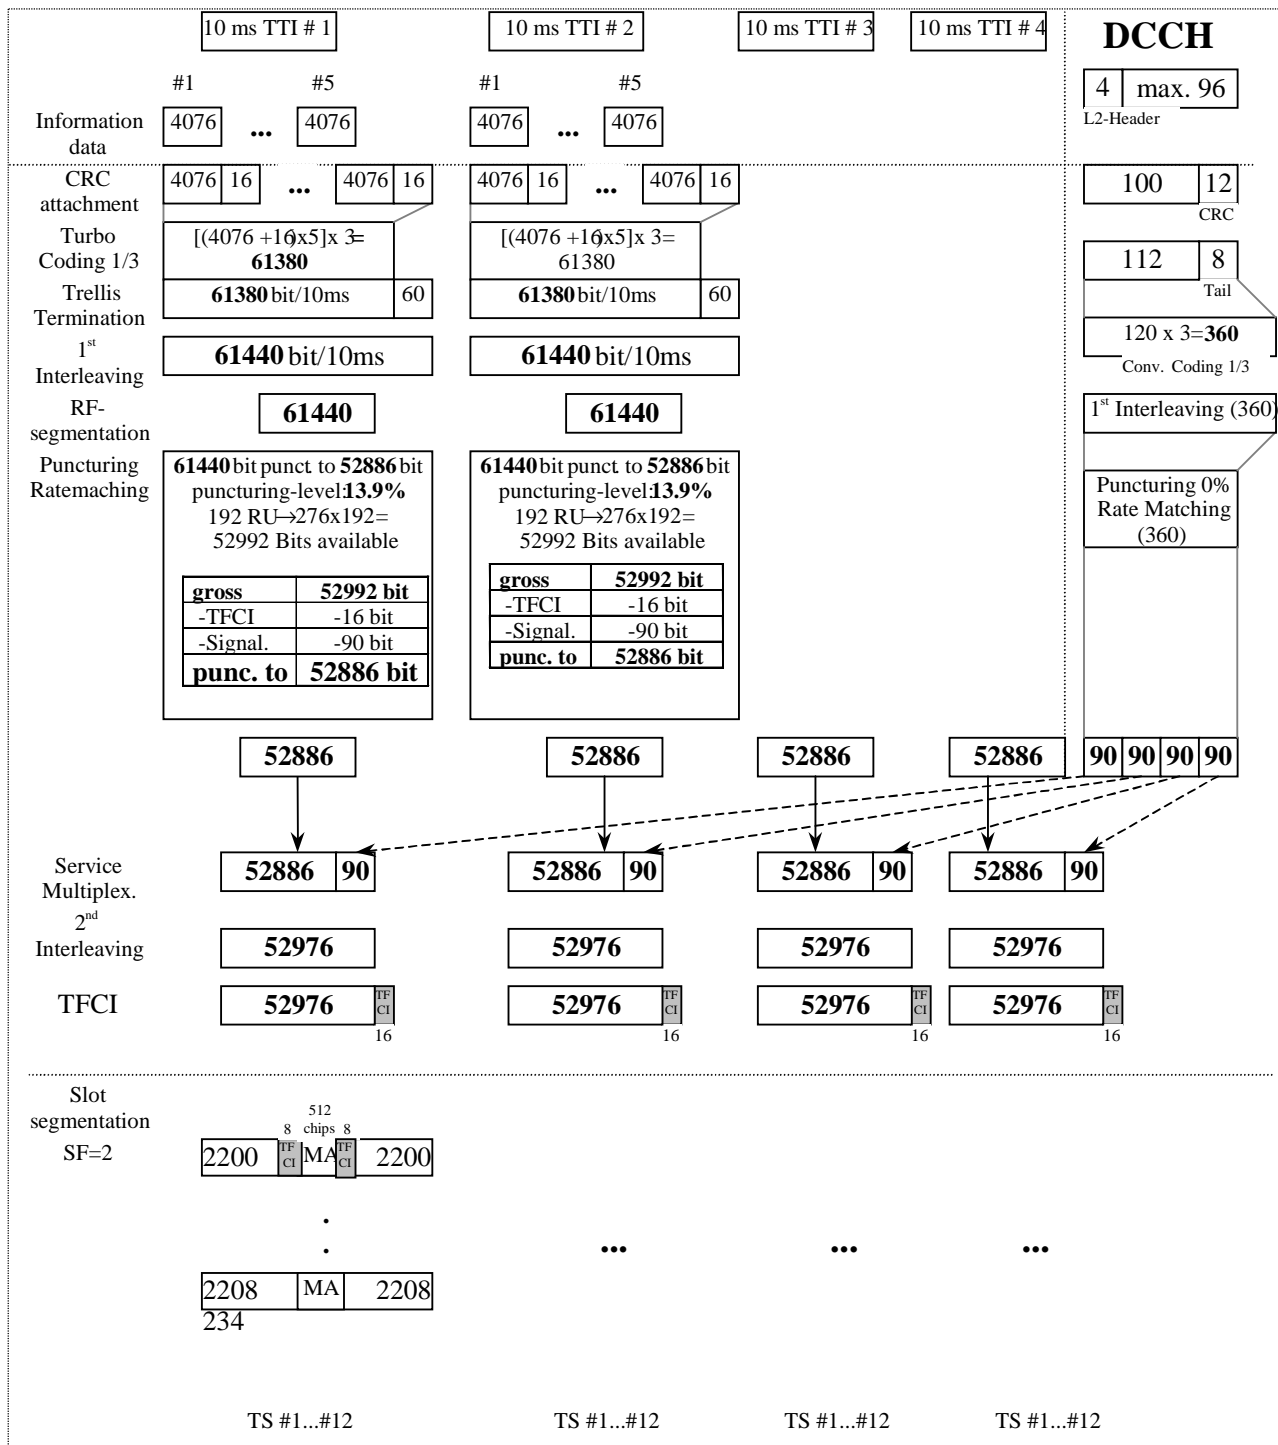 10 ms TTI # 1 10 ms TTI # 2 10 ms TTI # 3 10 ms TTI # 4 DCCH
#1 #5 #1 #5
4 max. 96
L2-Header
Information
data
4076 ... 4076 4076 ... 4076
CRC
attachment
4076 16 ... 4076 16 4076 16 ... 4076 16 100 12
CRC
Turbo
Coding 1/3
[(4076 +16)x5]x 3=
61380
[(4076 +16)x5]x 3=
61380
112 8
Tail
Trellis
Termination
61380 bit/10ms 60 61380 bit/10ms 60
1st
Interleaving
61440 bit/10ms 61440 bit/10ms
120 x 3=360
Conv. Coding 1/3
RF-
segmentation
61440 61440 1st Interleaving (360)
Puncturing
Ratemaching
61440 bit punct. to 52886 bit
puncturing-level:13.9%
192 RU→276x192=
52992 Bits available
gross 52992 bit
-TFCI -16 bit
-Signal. -90 bit
punc. to 52886 bit
61440 bit punct. to 52886 bit
puncturing-level:13.9%
192 RU→276x192=
52992 Bits available
gross 52992 bit
-TFCI -16 bit
-Signal. -90 bit
punc. to 52886 bit
Puncturing 0%
Rate Matching
(360)
52886 52886 52886 52886 90 90 90 90
Service
Multiplex.
52886 90 52886 90 52886 90 52886 90
2nd
Interleaving
52976 52976 52976 52976
TFCI
52976 TF CI 52976 TF CI 52976 TF CI 52976 TF CI
16 16 16 16
Slot
segmentation
SF=2
512
8 chips 8
2200 TF CI MA TF CI 2200
.
. ... ... ...
2208 MA 2208
234
TS #1...#12 TS #1...#12 TS #1...#12 TS #1...#12